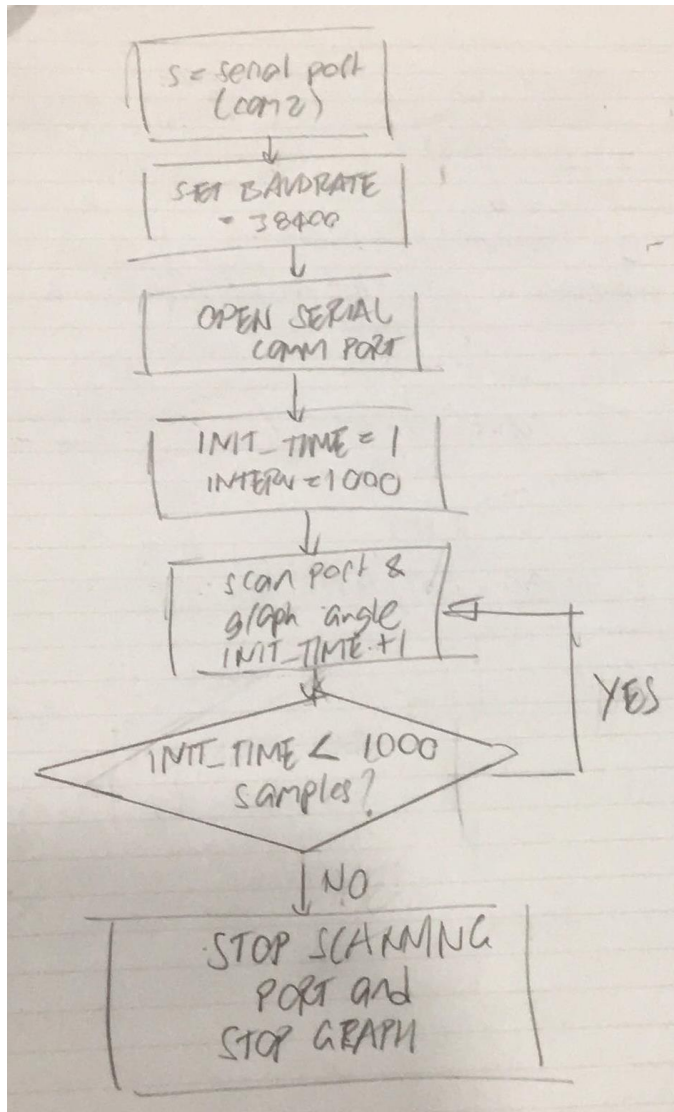 s = serial port
(com2)
SET BAUDRATE
= 38400
OPEN SERIAL
COMM PORT
INIT_TIME = 1
INTERV = 1000
scan port &
graph angle
INIT_TIME +1
INIT_TIME < 1000
samples?
YES
NO
STOP SCANNING
PORT and
STOP GRAPH